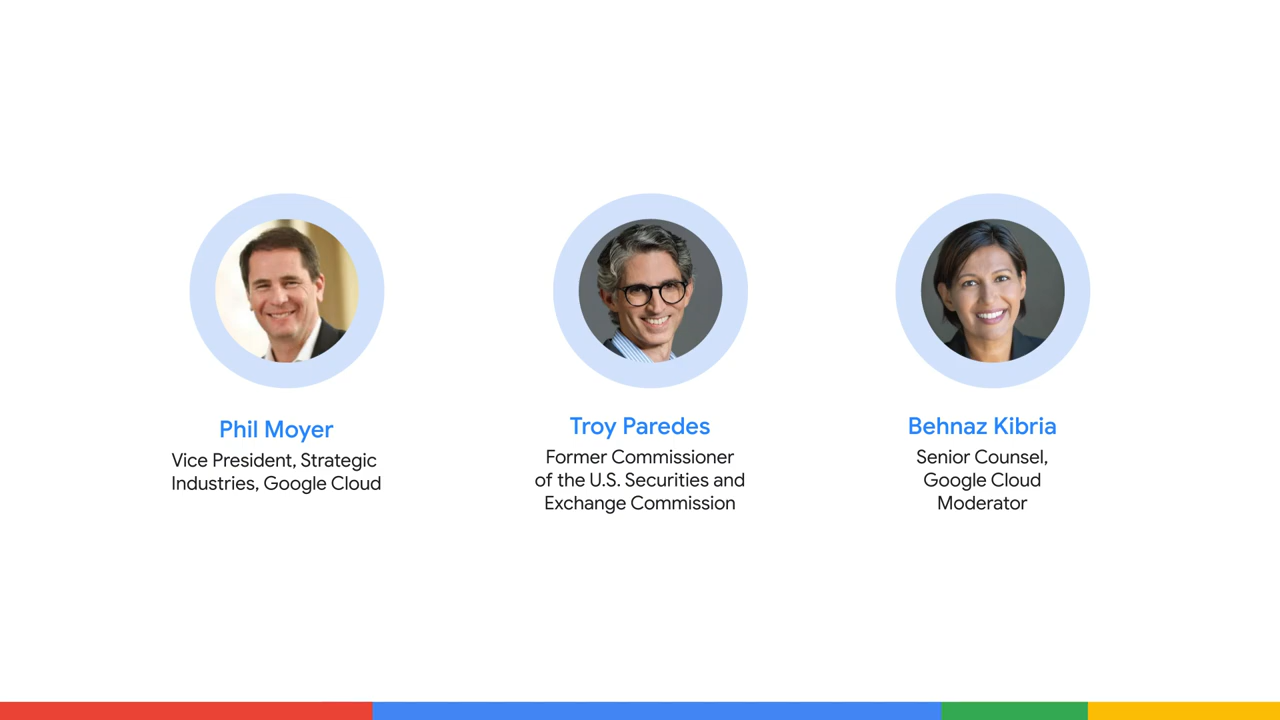 Phil Moyer
Vice President, Strategic
Industries, Google Cloud
Troy Paredes
Former Commissioner
of the U.S. Securities and
Exchange Commission
Behnaz Kibria
Senior Counsel,
Google Cloud
Moderator